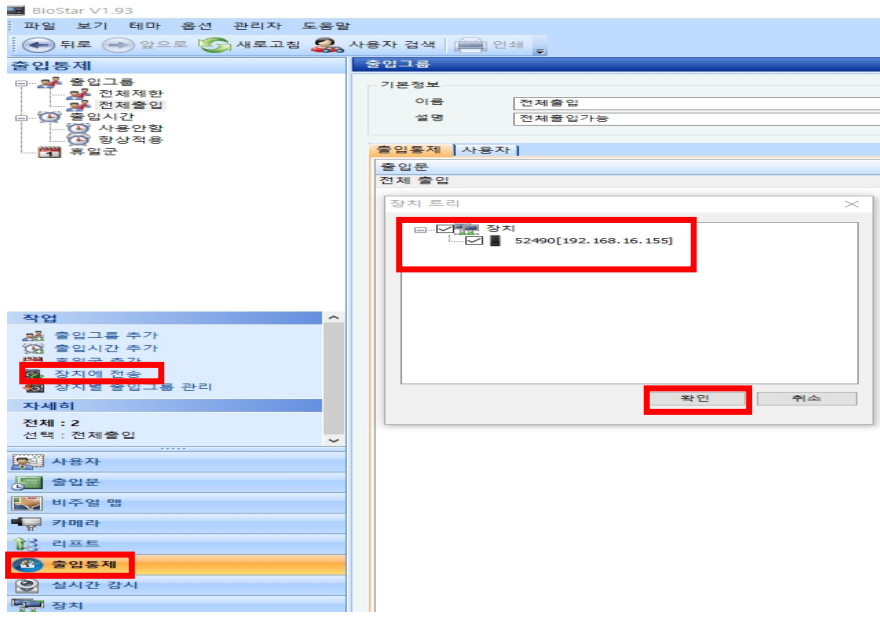 BioStar V1.93
파일 보기 테마 옵션 관리자 도움말
뒤로 앞으로 새로고침 사용자 검색 인쇄
출입통제
출입그룹
전체제한
전체출입
출입시간
사용안함
항상적용
휴일군
출입그룹
기본정보
이름 전체출입
설명 전체출입가능
출입통제 사용자
출입문
전체 출입
장치 트리
장치
52490[192.168.16.155]
확인 취소
작업
출입그룹 추가
출입시간 추가
휴일군 추가
장치에 전송
장치별 출입그룹 관리
자세히
전체 : 2
선택 : 전체출입
사용자
출입문
비주얼 맵
카메라
리프트
출입통제
실시간 감시
장치